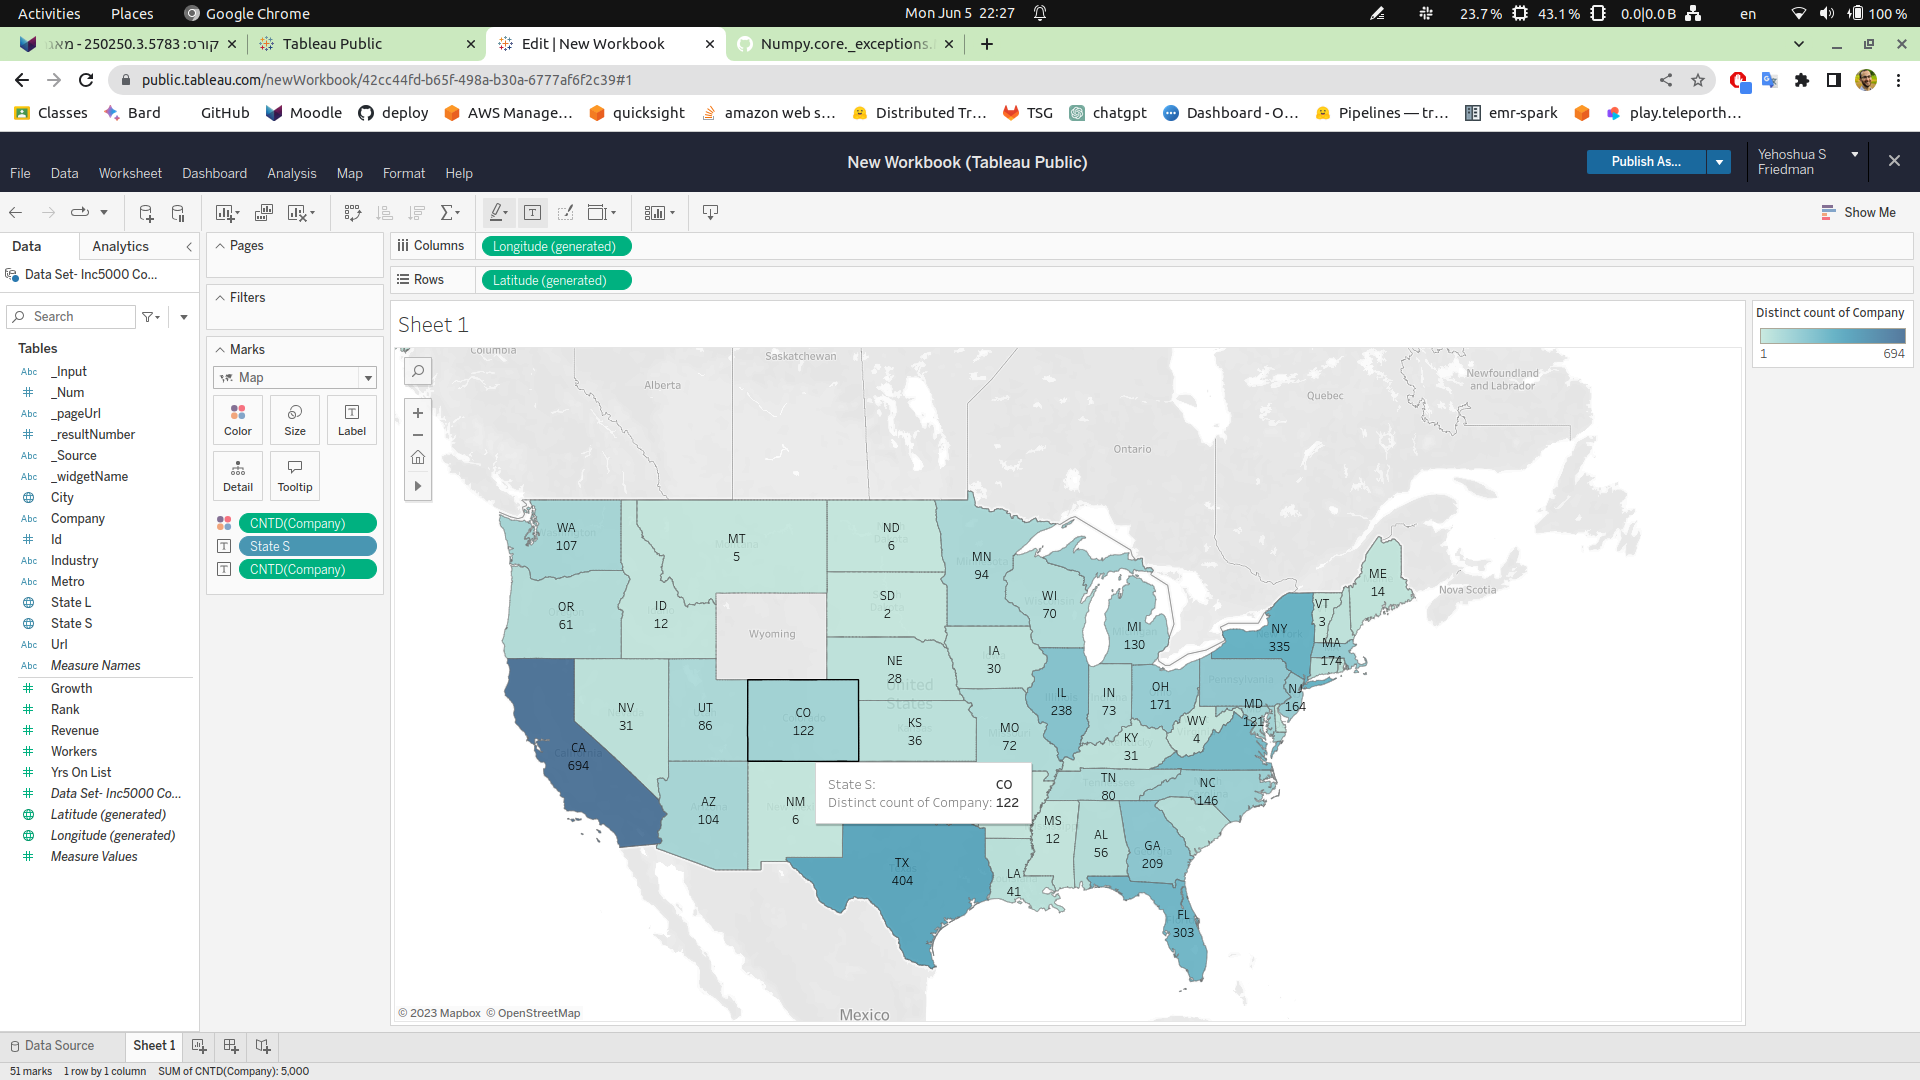 Activities Places Google Chrome Mon Jun 5 22:27 23.7 % 43.1 % 0.0|0.0 B en 100 %
קורס: 250250.3.5783 - מאגו Tableau Public Edit | New Workbook Numpy.core._exceptions.
public.tableau.com/newWorkbook/42cc44fd-b65f-498a-b30a-6777af6f2c39#1
Classes Bard GitHub Moodle deploy AWS Manage... quicksight amazon web s... Distributed Tr... TSG chatgpt Dashboard - O... Pipelines — tr... emr-spark play.teleporth...
New Workbook (Tableau Public) Publish As... Yehoshua S
Friedman
File Data Worksheet Dashboard Analysis Map Format Help
Show Me
Data Analytics
Data Set- Inc5000 Co...
Search
Tables
Abc _Input
_Num
Abc _pageUrl
_resultNumber
Abc _Source
Abc _widgetName
City
Abc Company
Id
Abc Industry
Abc Metro
State L
State S
Abc Url
Abc Measure Names
Growth
Rank
Revenue
Workers
Yrs On List
Data Set- Inc5000 Co...
Latitude (generated)
Longitude (generated)
Measure Values
Pages
Filters
Marks
Map
Color Size Label
Detail Tooltip
CNTD(Company)
State S
CNTD(Company)
Columns Longitude (generated)
Rows Latitude (generated)
Sheet 1
Columbia
Saskatchewan
Alberta
Newfoundland
and Labrador
Quebec
Ontario
Nova Scotia
Wyoming
Pennsylvania
United
States
Mexico
WA
107
MT
5
ND
6
MN
94
OR
61
ID
12
SD
2
WI
70
MI
130
NY
335
VT
3
ME
14
MA
174
IA
30
NE
28
NV
31
UT
86
CO
122
KS
36
MO
72
IL
238
IN
73
OH
171
NJ
164
MD
121
WV
4
KY
31
CA
694
AZ
104
NM
6
TN
80
NC
146
MS
12
AL
56
GA
209
TX
404
LA
41
FL
303
State S: CO
Distinct count of Company: 122
© 2023 Mapbox © OpenStreetMap
Distinct count of Company
1 694
Data Source Sheet 1
51 marks 1 row by 1 column SUM of CNTD(Company): 5,000